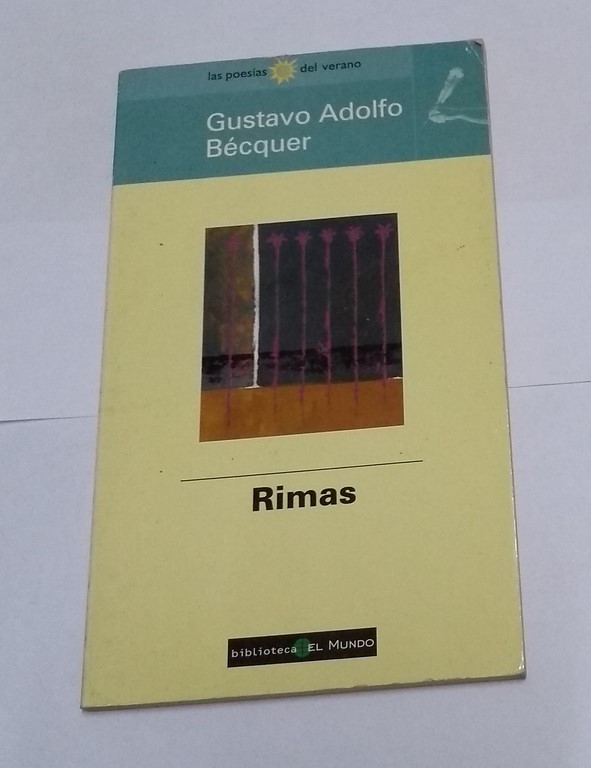 las poesías del verano
Gustavo Adolfo
Bécquer
Rimas
biblioteca EL MUNDO